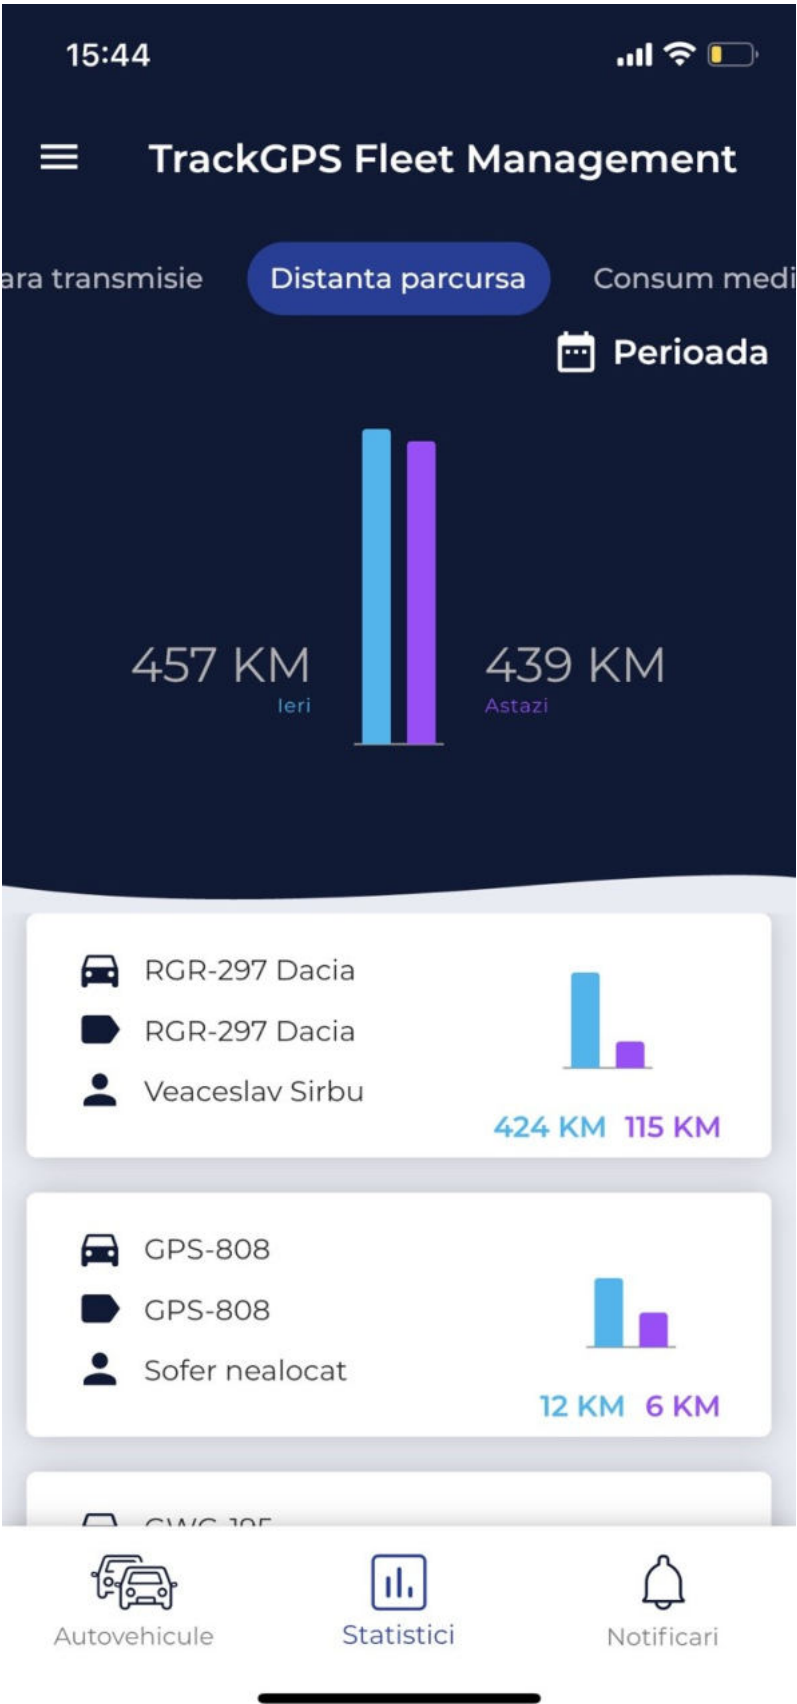 15:44
TrackGPS Fleet Management
ara transmisie Distanta parcursa Consum medi
Perioada
457 KM 439 KM
Ieri Astazi
RGR-297 Dacia
RGR-297 Dacia
Veaceslav Sirbu
424 KM 115 KM
GPS-808
GPS-808
Sofer nealocat
12 KM 6 KM
Autovehicule Statistici Notificari